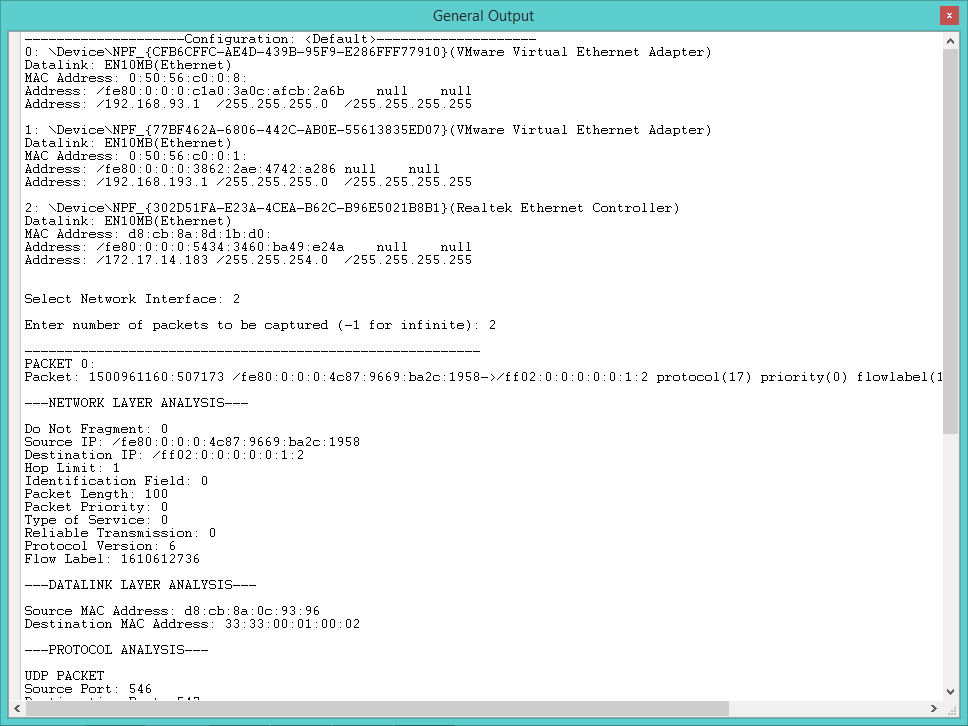 General Output
--------------------Configuration: <Default>--------------------
0: \Device\NPF_{CFB6CFFC-AE4D-439B-95F9-E286FFF77910}(VMware Virtual Ethernet Adapter)
Datalink: EN10MB(Ethernet)
MAC Address: 0:50:56:c0:0:8:
Address: /fe80:0:0:0:c1a0:3a0c:afcb:2a6b    null    null
Address: /192.168.93.1  /255.255.255.0  /255.255.255.255
1: \Device\NPF_{77BF462A-6806-442C-AB0E-55613835ED07}(VMware Virtual Ethernet Adapter)
Datalink: EN10MB(Ethernet)
MAC Address: 0:50:56:c0:0:1:
Address: /fe80:0:0:0:3862:2ae:4742:a286 null    null
Address: /192.168.193.1 /255.255.255.0  /255.255.255.255
2: \Device\NPF_{302D51FA-E23A-4CEA-B62C-B96E5021B8B1}(Realtek Ethernet Controller)
Datalink: EN10MB(Ethernet)
MAC Address: d8:cb:8a:8d:1b:d0:
Address: /fe80:0:0:0:5434:3460:ba49:e24a    null    null
Address: /172.17.14.183 /255.255.254.0  /255.255.255.255
Select Network Interface: 2
Enter number of packets to be captured (-1 for infinite): 2
---------------------------------------------------------
PACKET 0:
Packet: 1500961160:507173 /fe80:0:0:0:4c87:9669:ba2c:1958->/ff02:0:0:0:0:0:1:2 protocol(17) priority(0) flowlabel(1
---NETWORK LAYER ANALYSIS---
Do Not Fragment: 0
Source IP: /fe80:0:0:0:4c87:9669:ba2c:1958
Destination IP: /ff02:0:0:0:0:0:1:2
Hop Limit: 1
Identification Field: 0
Packet Length: 100
Packet Priority: 0
Type of Service: 0
Reliable Transmission: 0
Protocol Version: 6
Flow Label: 1610612736
---DATALINK LAYER ANALYSIS---
Source MAC Address: d8:cb:8a:0c:93:96
Destination MAC Address: 33:33:00:01:00:02
---PROTOCOL ANALYSIS---
UDP PACKET
Source Port: 546